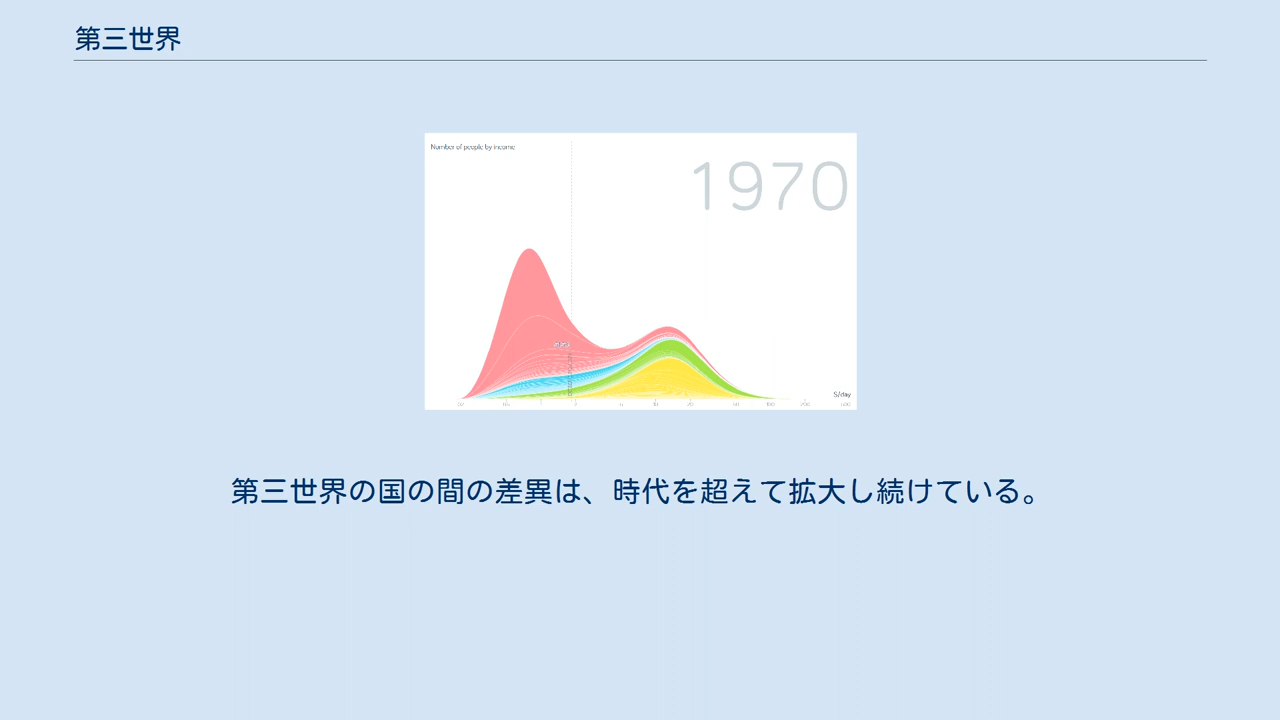 第三世界
Number of people by income
1970
$/day
第三世界の国の間の差異は、時代を超えて拡大し続けている。